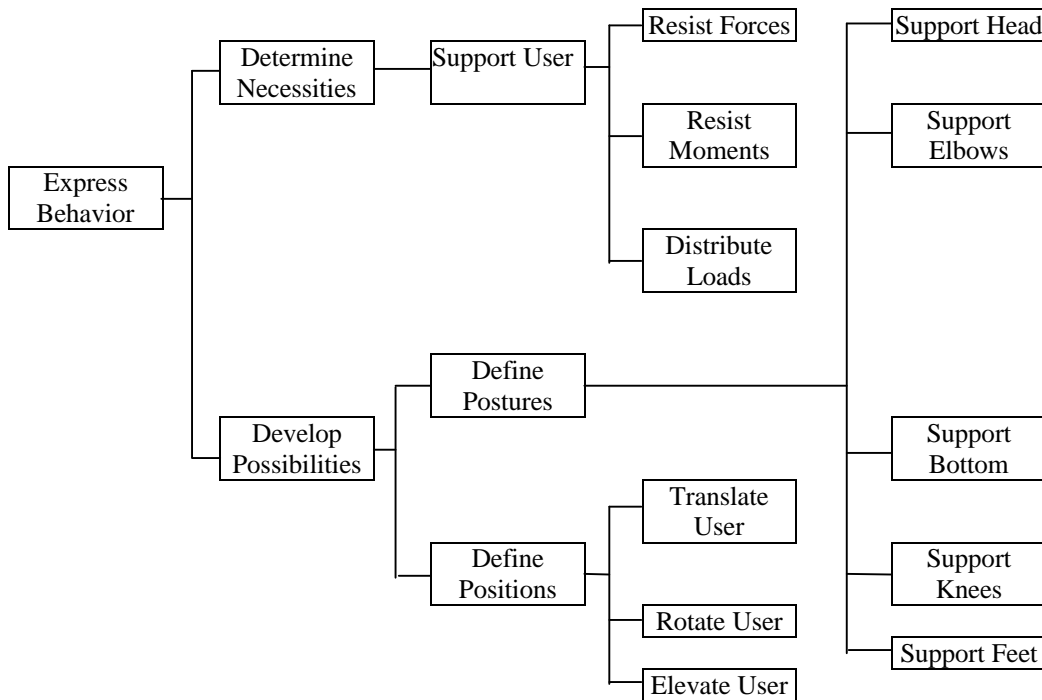 Express
Behavior
Determine
Necessities
Support User
Resist Forces
Resist
Moments
Distribute
Loads
Develop
Possibilities
Define
Postures
Support Head
Support
Elbows
Support
Bottom
Support
Knees
Support Feet
Define
Positions
Translate
User
Rotate User
Elevate User